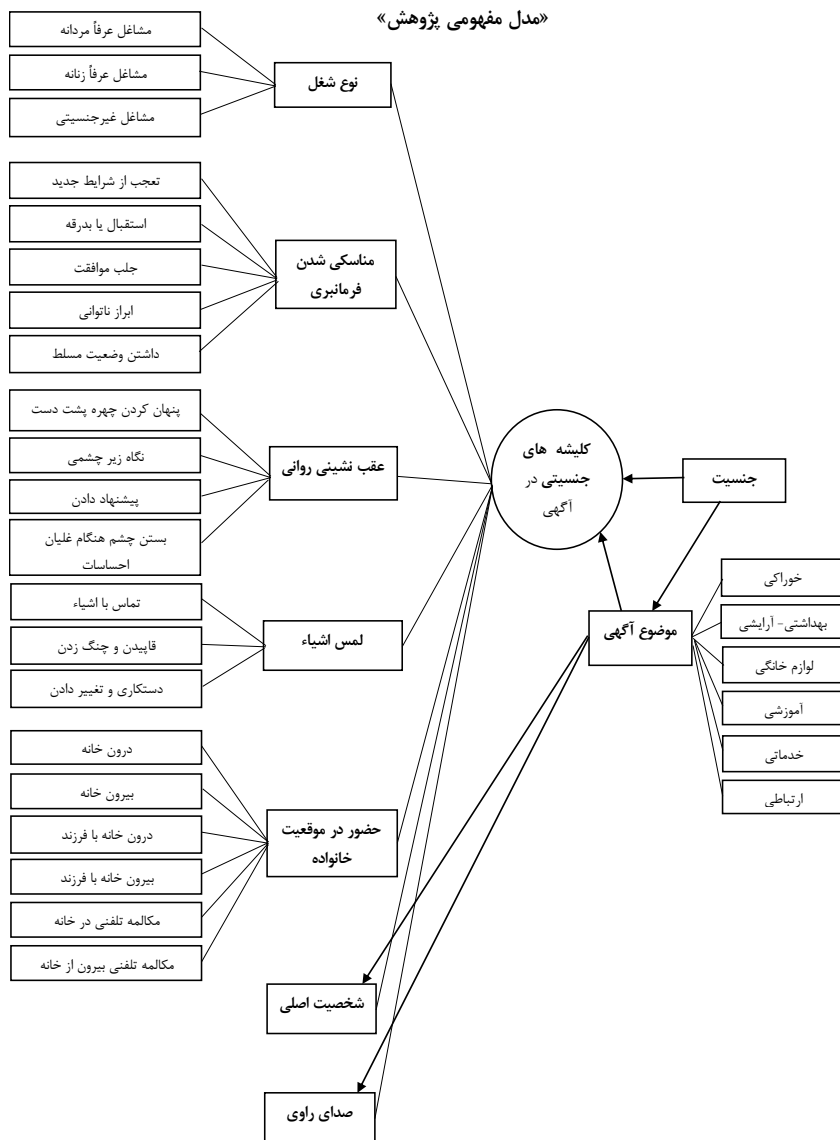 «مدل مفهومی پژوهش»
جنسیت
موضوع آگهی
خوراکی
بهداشتی- آرایشی
لوازم خانگی
آموزشی
خدماتی
ارتباطی
کلیشه های
جنسیتی در
آگهی
نوع شغل
مشاغل عرفاً مردانه
مشاغل عرفاً زنانه
مشاغل غیرجنسیتی
مناسکی شدن
فرمانبری
تعجب از شرایط جدید
استقبال یا بدرقه
جلب موافقت
ابراز ناتوانی
داشتن وضعیت مسلط
عقب نشینی روانی
پنهان کردن چهره پشت دست
نگاه زیر چشمی
پیشنهاد دادن
بستن چشم هنگام غلیان
احساسات
لمس اشیاء
تماس با اشیاء
قاپیدن و چنگ زدن
دستکاری و تغییر دادن
حضور در موقعیت
خانواده
درون خانه
بیرون خانه
درون خانه با فرزند
بیرون خانه با فرزند
مکالمه تلفنی در خانه
مکالمه تلفنی بیرون از خانه
شخصیت اصلی
صدای راوی